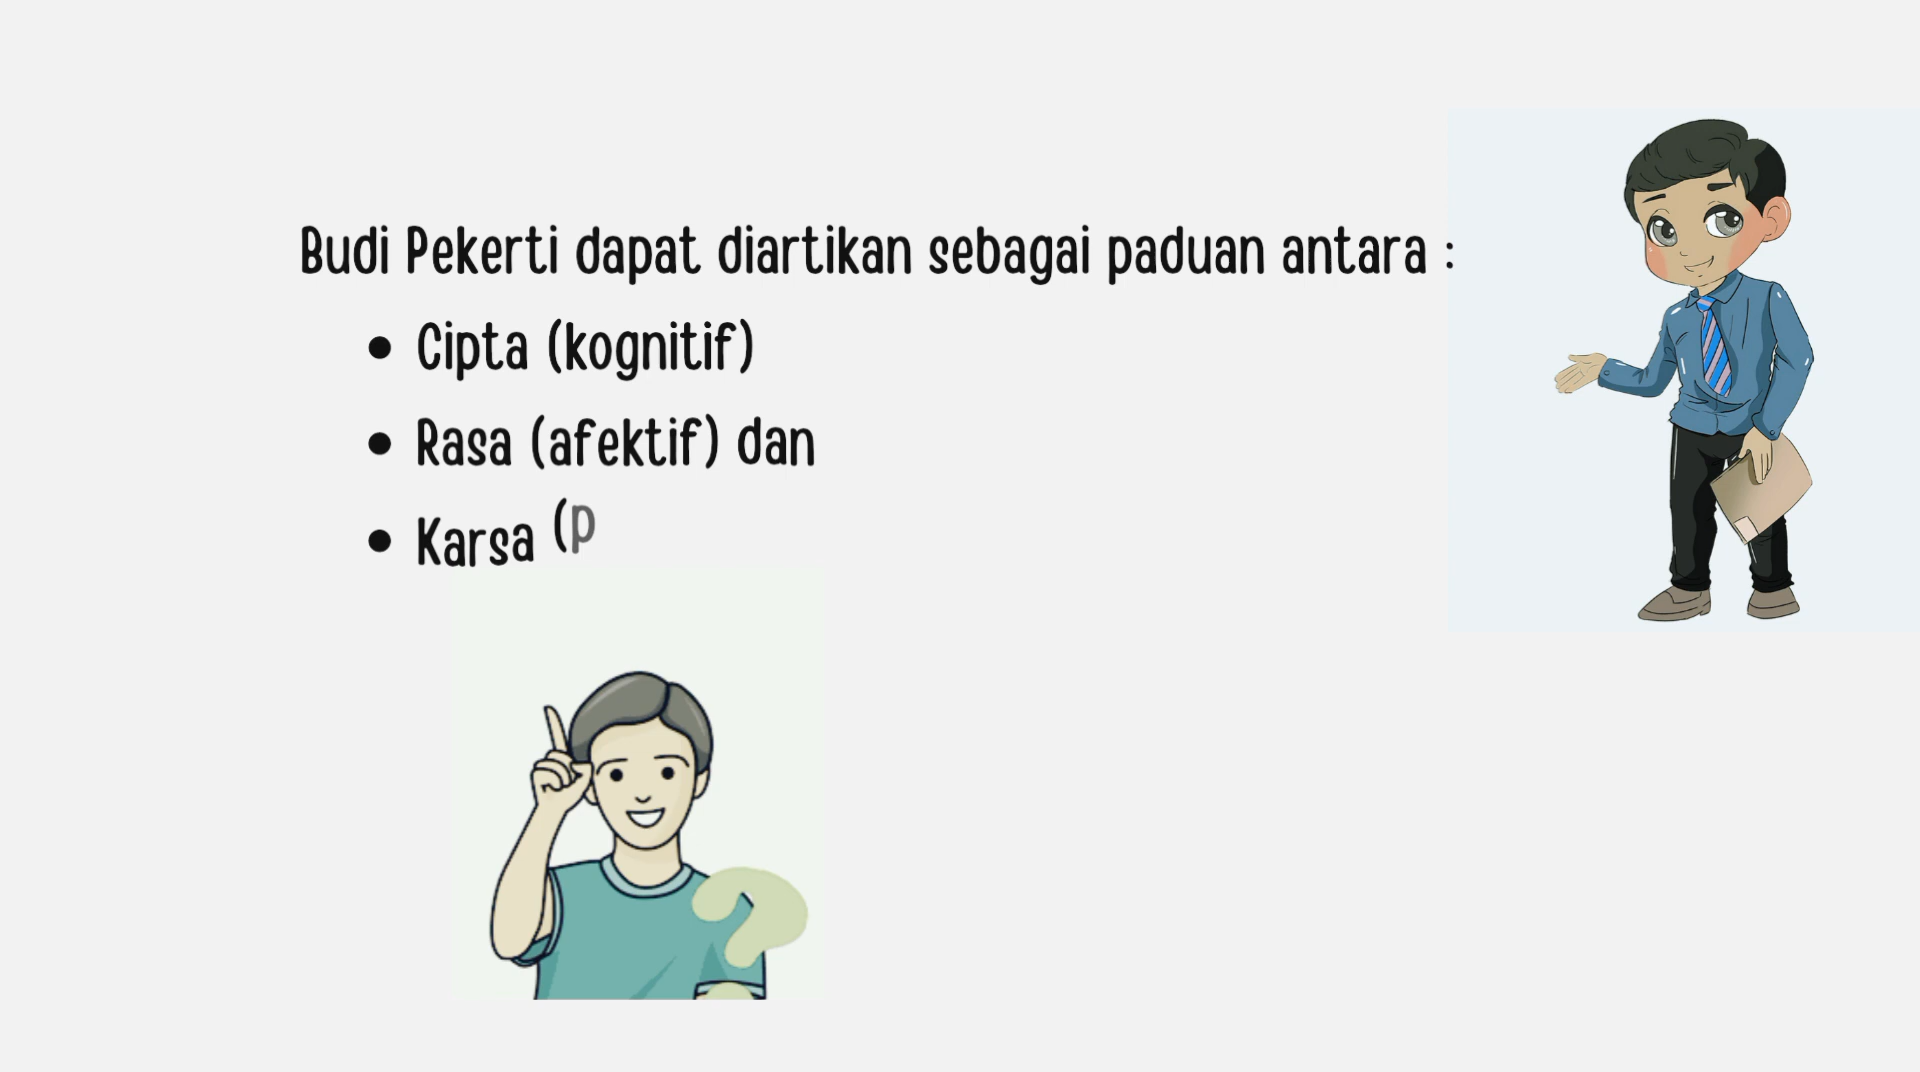 Budi Pekerti dapat diartikan sebagai paduan antara :
• Cipta (kognitif)
• Rasa (afektif) dan
• Karsa (p